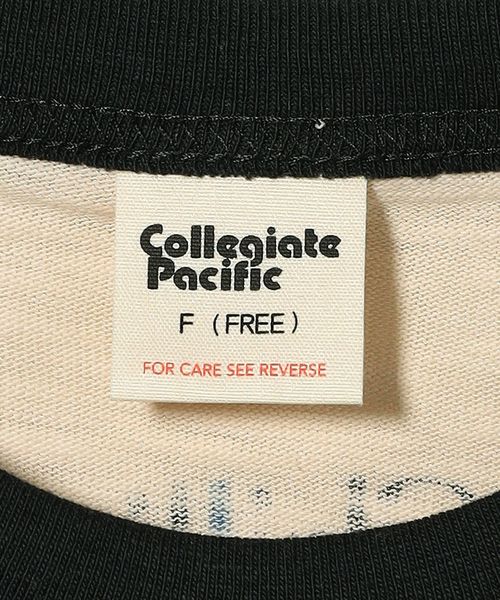 Collegiate
Pacific
F (FREE)
FOR CARE SEE REVERSE